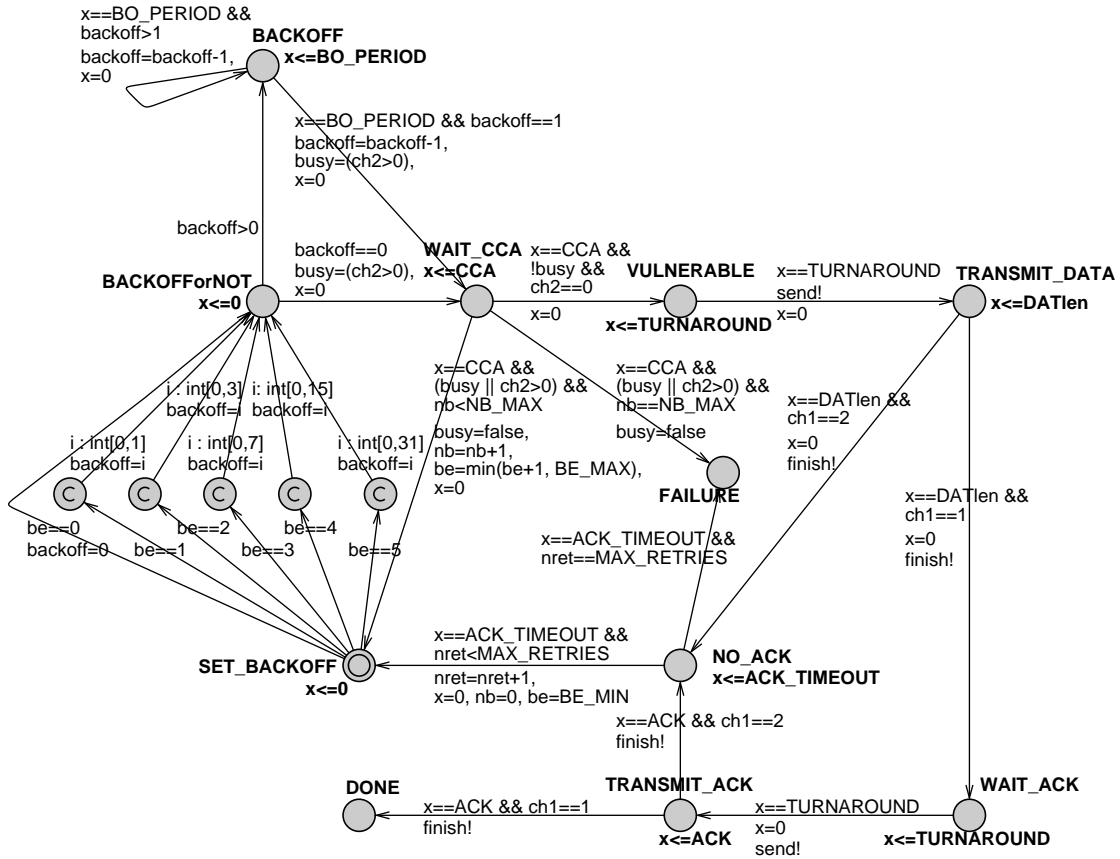 x==BO_PERIOD &&
backoff>1
backoff=backoff-1,
x=0
BACKOFF
x<=BO_PERIOD
x==BO_PERIOD && backoff==1
backoff=backoff-1,
busy=(ch2>0),
x=0
backoff>0
BACKOFForNOT
x<=0
backoff==0
busy=(ch2>0),
x=0
WAIT_CCA
x<=CCA
x==CCA &&
!busy &&
ch2==0
x=0
VULNERABLE
x<=TURNAROUND
x==TURNAROUND
send!
x=0
TRANSMIT_DATA
x<=DATlen
x==CCA &&
(busy || ch2>0) &&
nb<NB_MAX
busy=false,
nb=nb+1,
be=min(be+1, BE_MAX),
x=0
x==CCA &&
(busy || ch2>0) &&
nb==NB_MAX
busy=false
x==DATlen &&
ch1==2
x=0
finish!
i : int[0,3]
backoff=i
i : int[0,15]
backoff=i
i : int[0,1]
backoff=i
i : int[0,7]
backoff=i
i : int[0,31]
backoff=i
C
C
C
C
C
FAILURE
x==DATlen &&
ch1==1
x=0
finish!
be==0
backoff=0
be==1
be==2
be==3
be==4
be==5
x==ACK_TIMEOUT &&
nret==MAX_RETRIES
SET_BACKOFF
x<=0
x==ACK_TIMEOUT &&
nret<MAX_RETRIES
nret=nret+1,
x=0, nb=0, be=BE_MIN
NO_ACK
x<=ACK_TIMEOUT
x==ACK && ch1==2
finish!
DONE
x==ACK && ch1==1
finish!
TRANSMIT_ACK
x<=ACK
x==TURNAROUND
x=0
send!
WAIT_ACK
x<=TURNAROUND